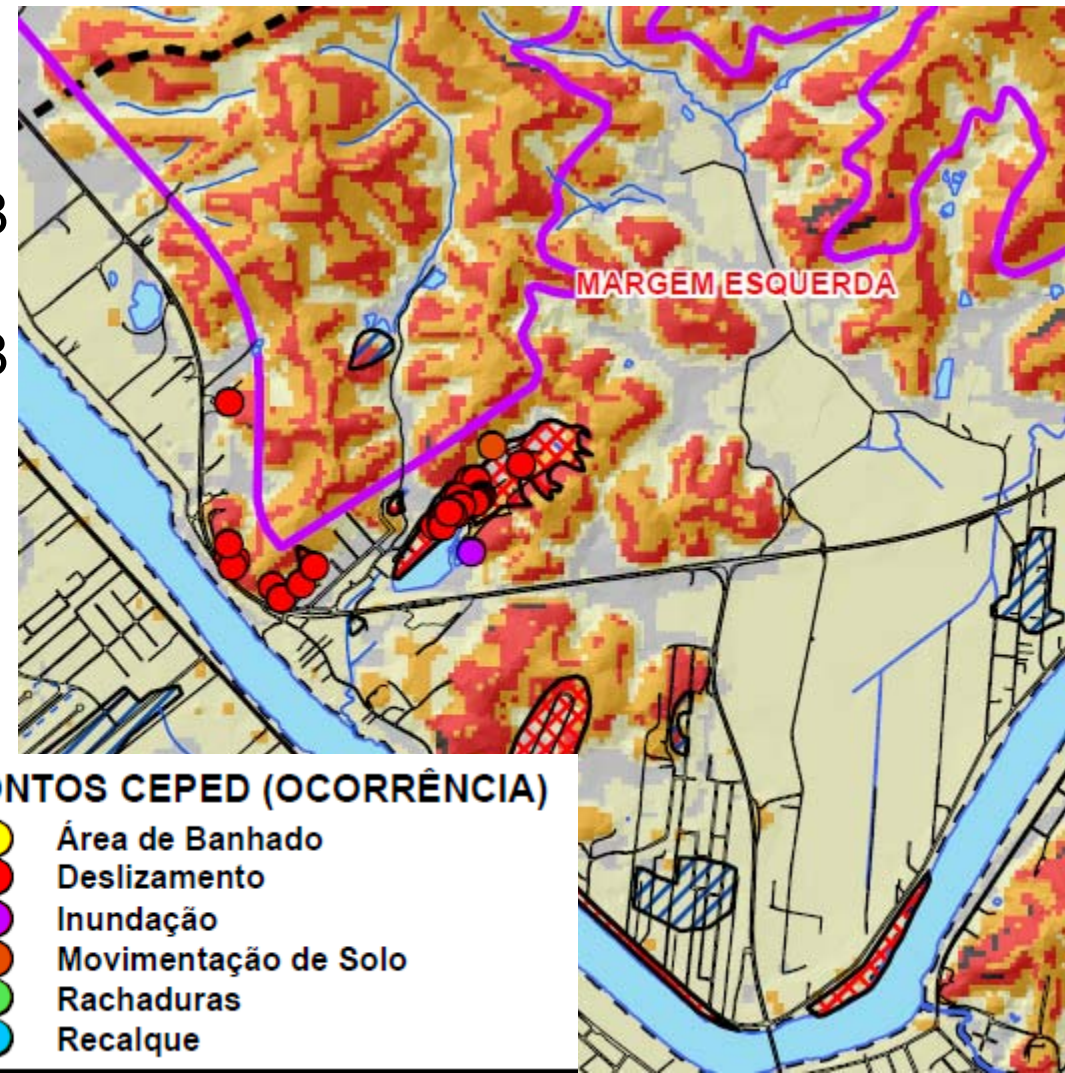 MARGEM ESQUERDA
ONTOS CEPED (OCORRÊNCIA)
Área de Banhado
Deslizamento
Inundação
Movimentação de Solo
Rachaduras
Recalque